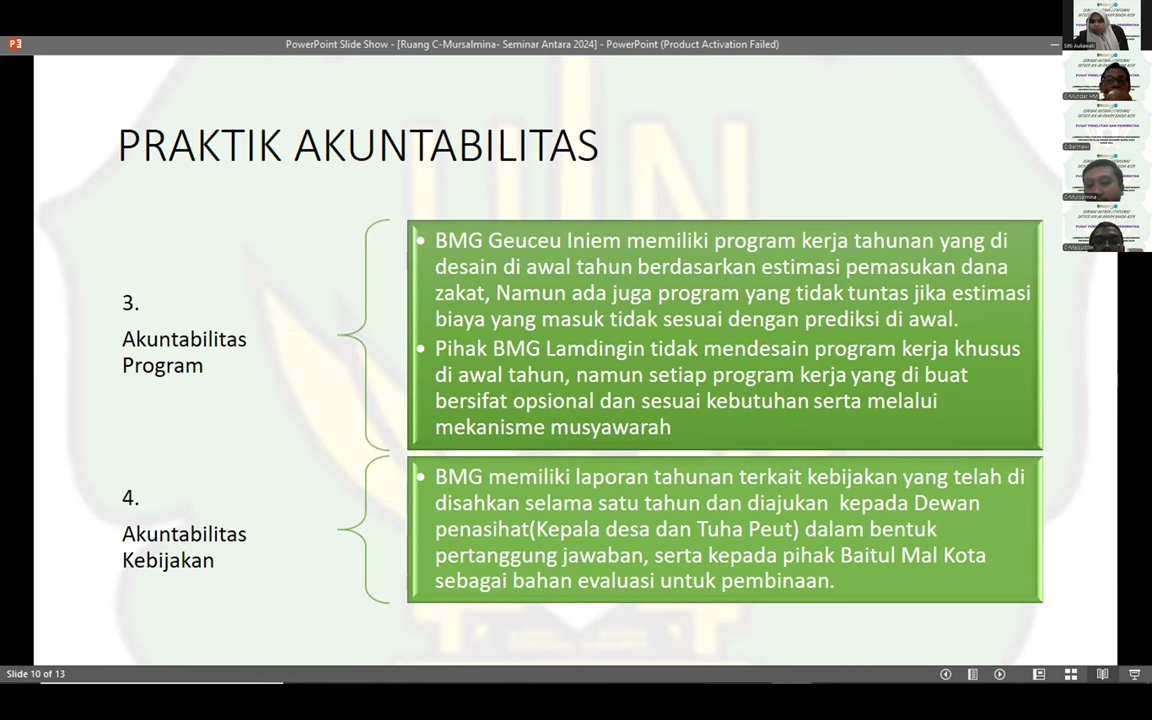 PowerPoint Slide Show - [Ruang C-Mursalmina- Seminar Antara 2024] - PowerPoint (Product Activation Failed)
PRAKTIK AKUNTABILITAS
3.
Akuntabilitas
Program
• BMG Geuceu Iniem memiliki program kerja tahunan yang di
desain di awal tahun berdasarkan estimasi pemasukan dana
zakat, Namun ada juga program yang tidak tuntas jika estimasi
biaya yang masuk tidak sesuai dengan prediksi di awal.
• Pihak BMG Lamdingin tidak mendesain program kerja khusus
di awal tahun, namun setiap program kerja yang di buat
bersifat opsional dan sesuai kebutuhan serta melalui
mekanisme musyawarah
4.
Akuntabilitas
Kebijakan
• BMG memiliki laporan tahunan terkait kebijakan yang telah di
disahkan selama satu tahun dan diajukan  kepada Dewan
penasihat(Kepala desa dan Tuha Peut) dalam bentuk
pertanggung jawaban, serta kepada pihak Baitul Mal Kota
sebagai bahan evaluasi untuk pembinaan.
Slide 10 of 13
C-Mursalmina